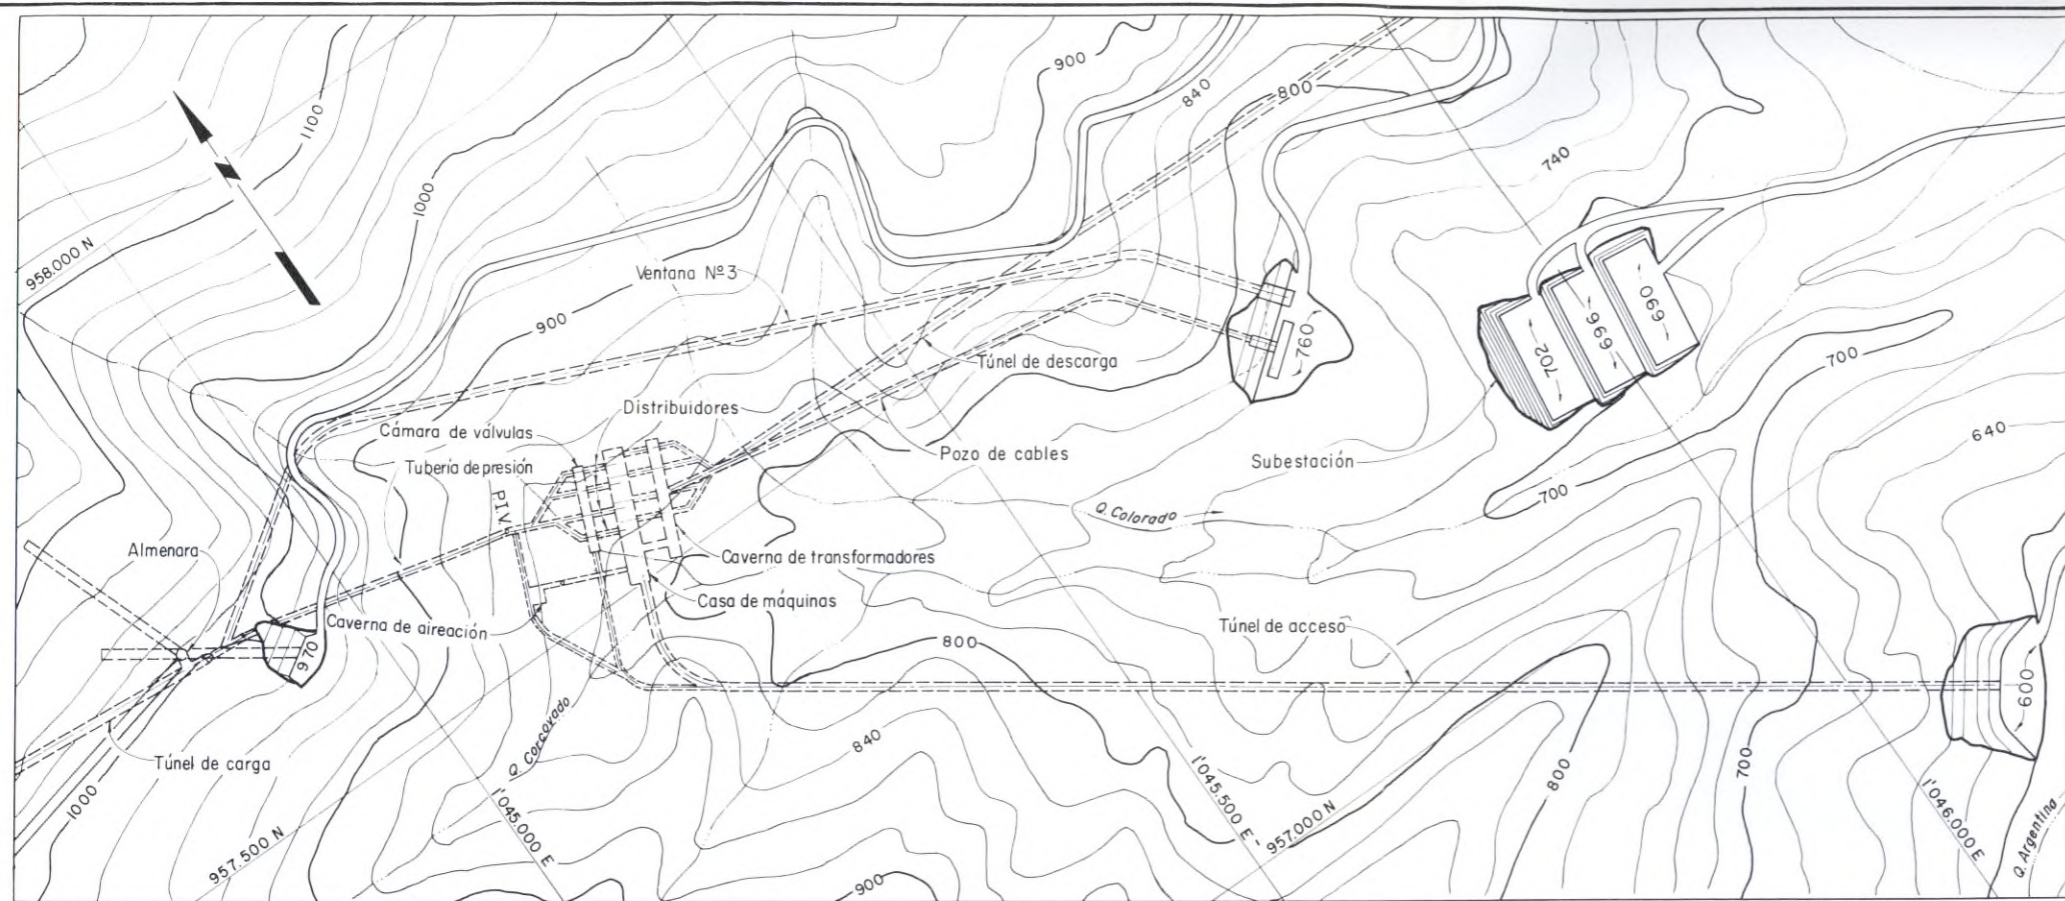 900
800
840
1100
1000
740
N
958.000 N
Ventana Nº 3
690
696
702
760
900
Túnel de descarga
700
Distribuidores
Cámara de válvulas
640
Tubería de presión
Pozo de cables
Subestación
P.I.V.
700
Q. Colorado
Almenara
Caverna de transformadores
Casa de máquinas
Caverna de aireación
Túnel de acceso
970
800
600
Q. Corcovado
840
Túnel de carga
1000
800
700
1'045.000 E
1'045.500 E
957.000 N
1'046.000 E
957.500 N
Q. Argentina
900